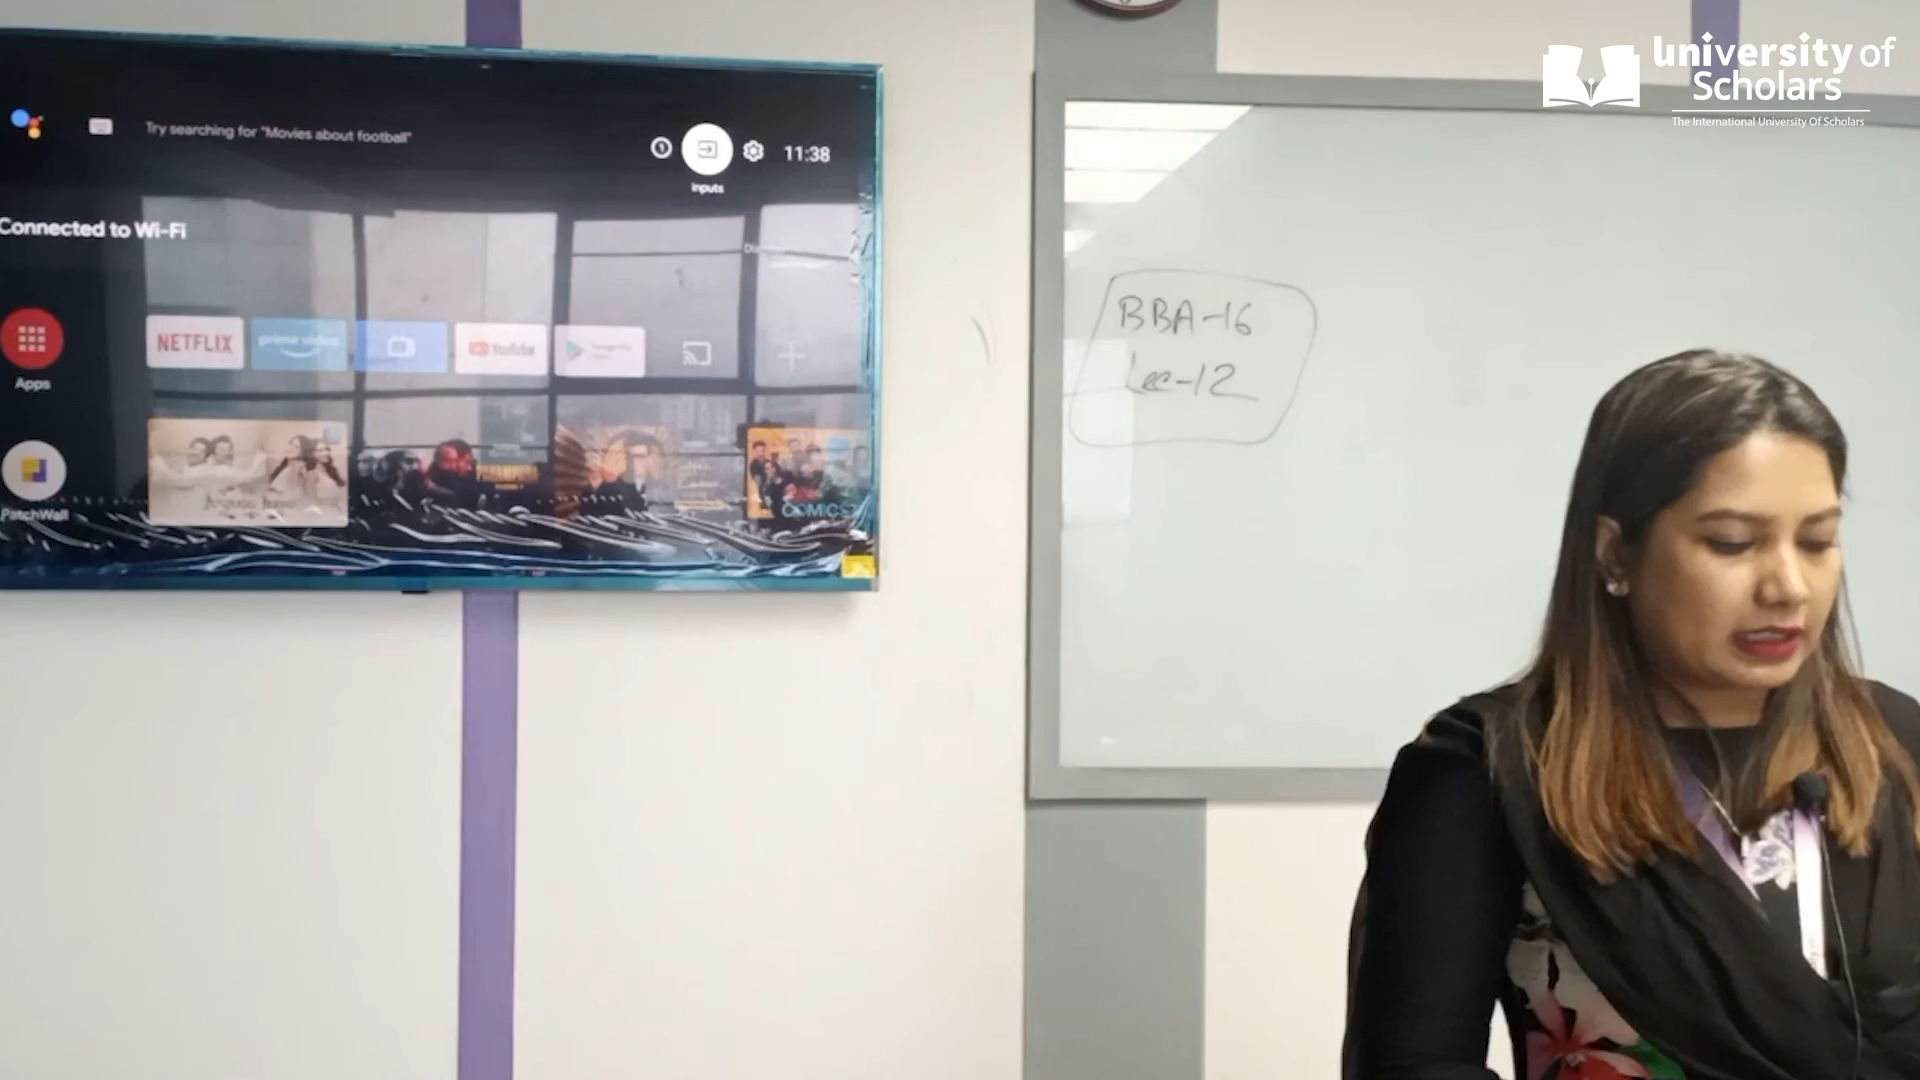 Try searching for "Movies about football"
11:38
Inputs
Connected to Wi-Fi
NETFLIX
prime video
YouTube
Apps
PatchWall
COMICS
BBA-16
Lec-12
University of
Scholars
The International University Of Scholars